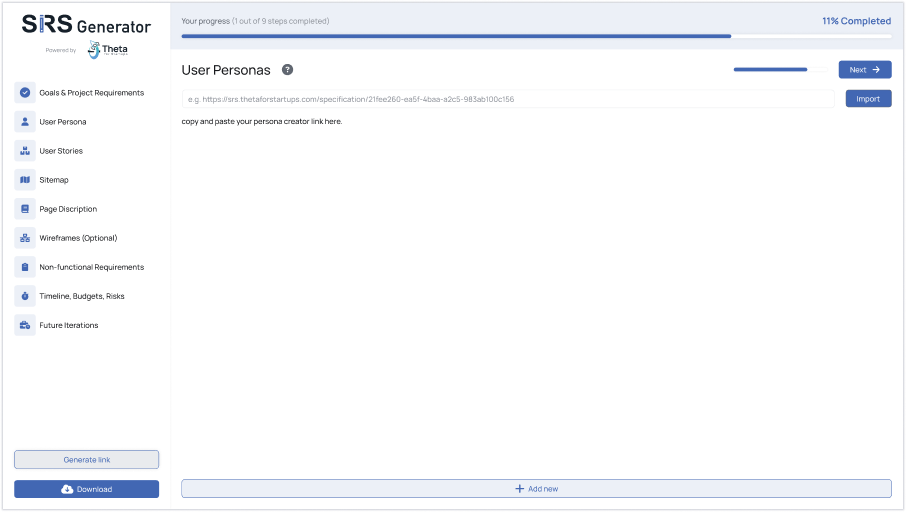 SRS Generator
Powered by Theta
Goals & Project Requirements
User Persona
User Stories
Sitemap
Page Discription
Wireframes (Optional)
Non-functional Requirements
Timeline, Budgets, Risks
Future Iterations
Generate link
Download
Your progress (1 out of 9 steps completed)
11% Completed
User Personas ?
Next
e.g. https://srs.thetaforstartups.com/specification/21fee260-ea5f-4baa-a2c5-983ab100c156
Import
copy and paste your persona creator link here.
Add new